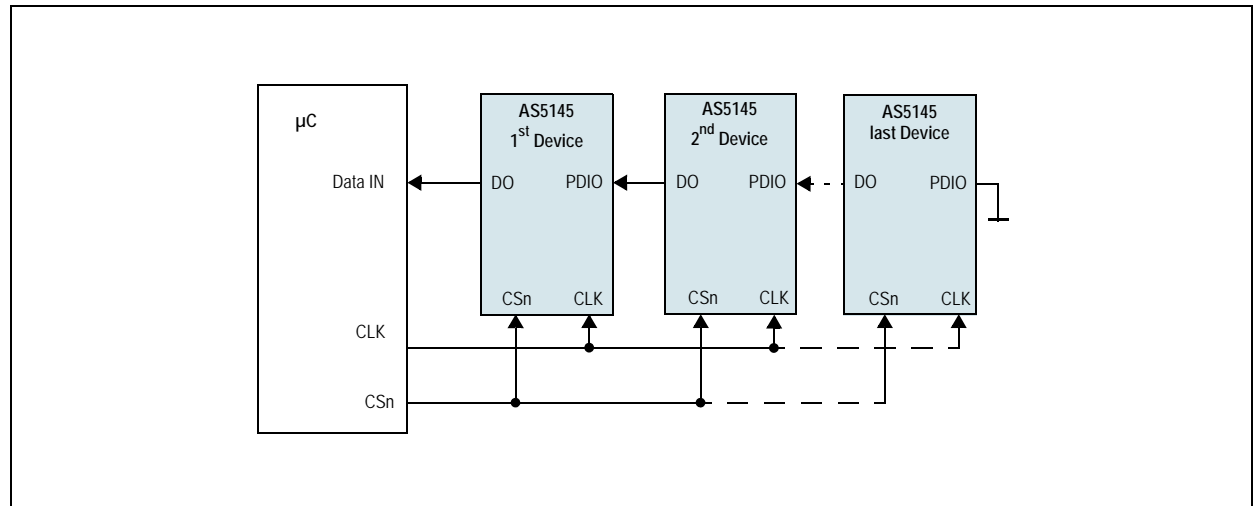 µC
AS5145
1st Device
AS5145
2nd Device
AS5145
last Device
Data IN
DO
PDIO
DO
PDIO
DO
PDIO
CSn
CLK
CSn
CLK
CSn
CLK
CLK
CSn